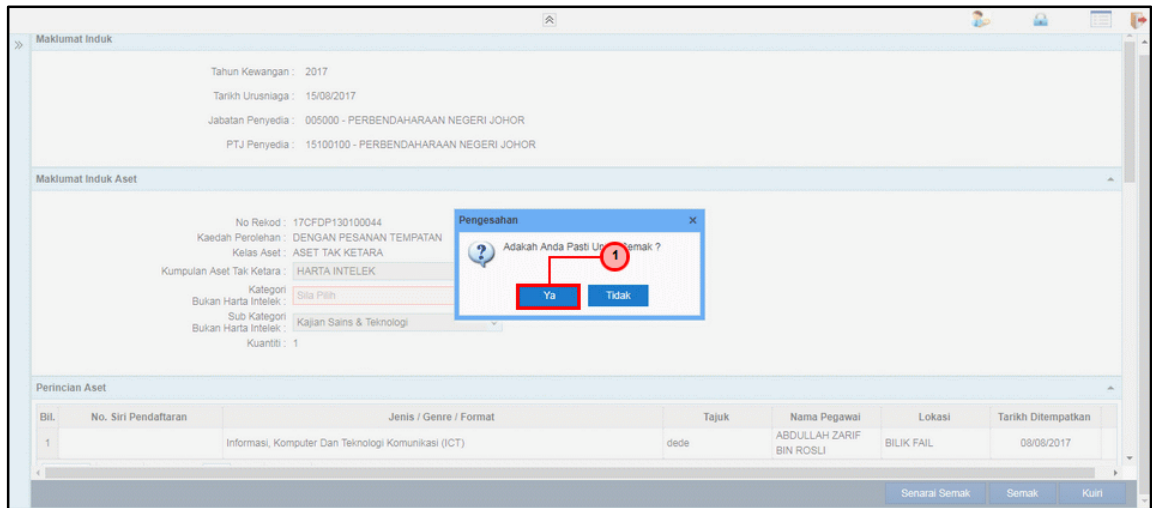 Maklumat Induk
Tahun Kewangan : 2017
Tarikh Urusniaga : 15/08/2017
Jabatan Penyedia : 005000 - PERBENDAHARAAN NEGERI JOHOR
PTJ Penyedia : 15100100 - PERBENDAHARAAN NEGERI JOHOR
Maklumat Induk Aset
No Rekod : 17CFDP130100044
Kaedah Perolehan : DENGAN PESANAN TEMPATAN
Kelas Aset : ASET TAK KETARA
Kumpulan Aset Tak Ketara : HARTA INTELEK
Kategori
Bukan Harta Intelek : Sila Pilih
Sub Kategori
Bukan Harta Intelek : Kajian Sains & Teknologi
Kuantiti : 1
Pengesahan
Adakah Anda Pasti Semak ?
1
Ya Tidak
Perincian Aset
Bil. No. Siri Pendaftaran Jenis / Genre / Format Tajuk Nama Pegawai Lokasi Tarikh Ditempatkan
1 Informasi, Komputer Dan Teknologi Komunikasi (ICT) dede ABDULLAH ZARIF BILIK FAIL 08/08/2017
BIN ROSLI
Senarai Semak Semak Kuiri